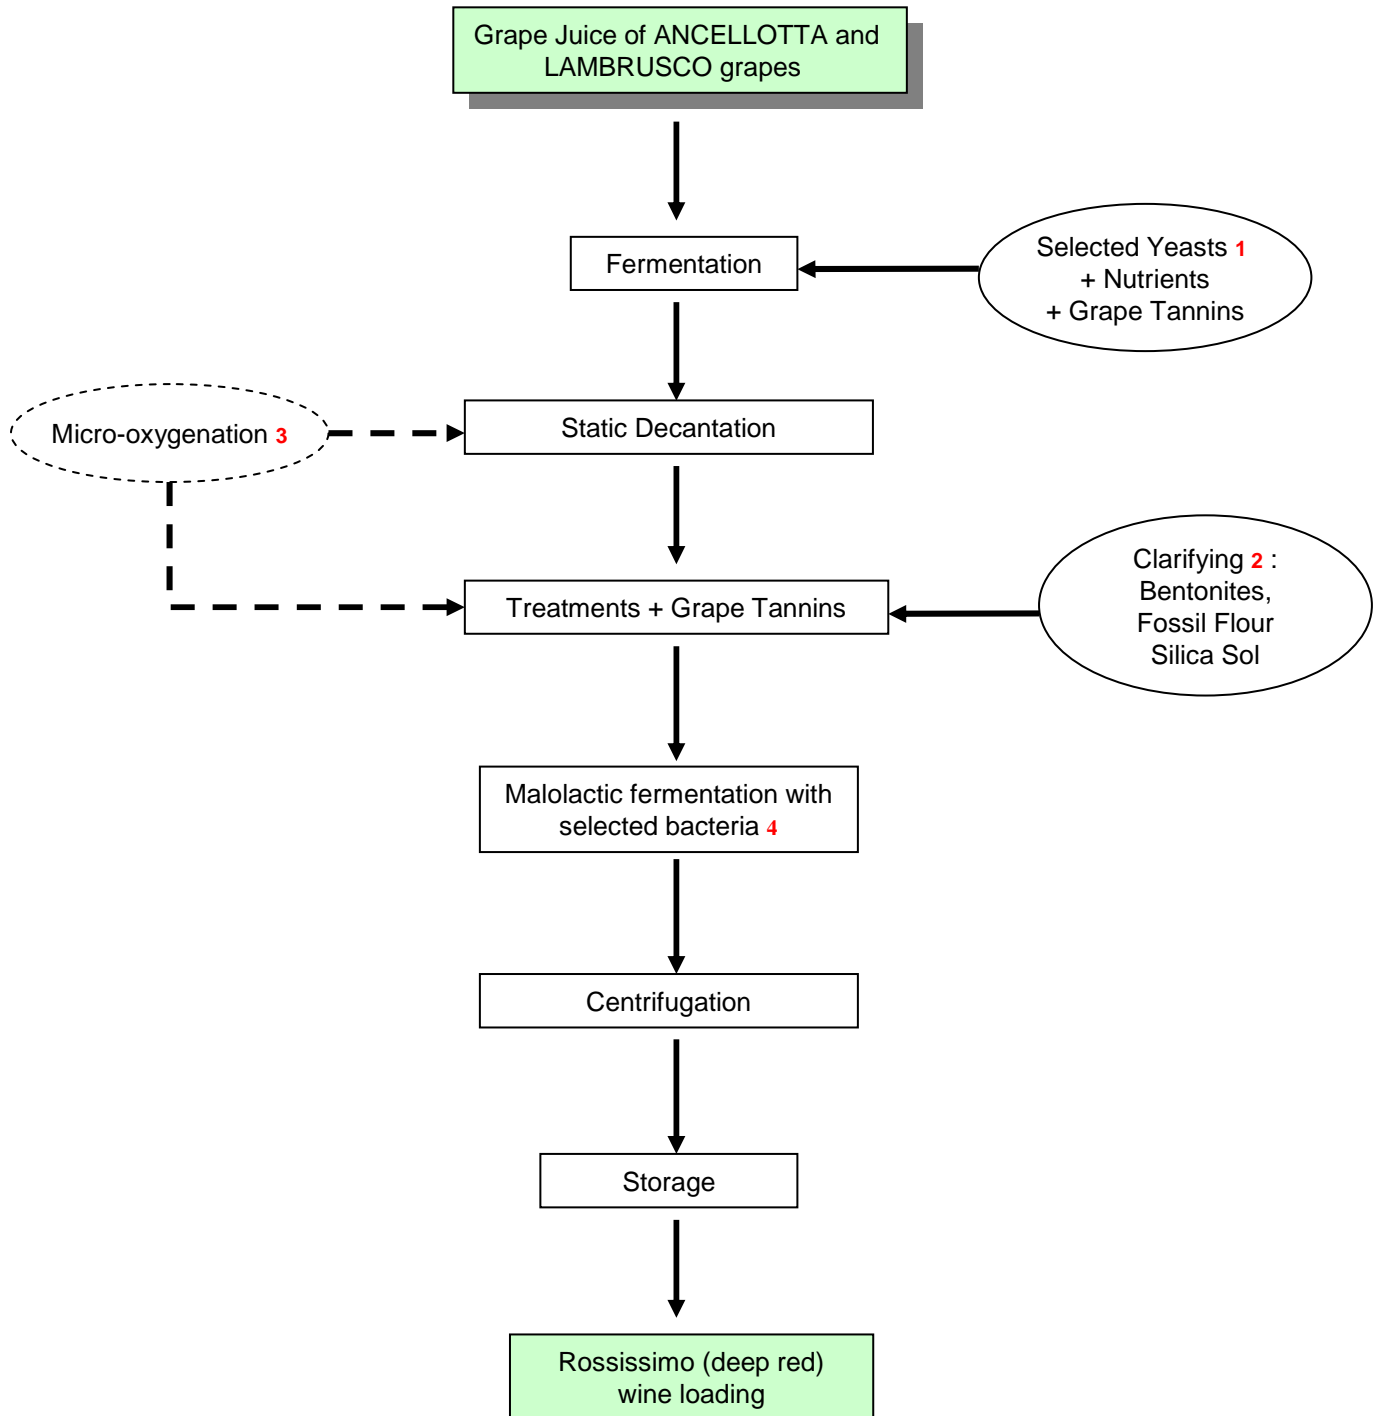 Grape Juice of ANCELLOTTA and
LAMBRUSCO grapes
Fermentation
Selected Yeasts 1
+ Nutrients
+ Grape Tannins
Micro-oxygenation 3
Static Decantation
Treatments + Grape Tannins
Clarifying 2 :
Bentonites,
Fossil Flour
Silica Sol
Malolactic fermentation with
selected bacteria 4
Centrifugation
Storage
Rossissimo (deep red)
wine loading